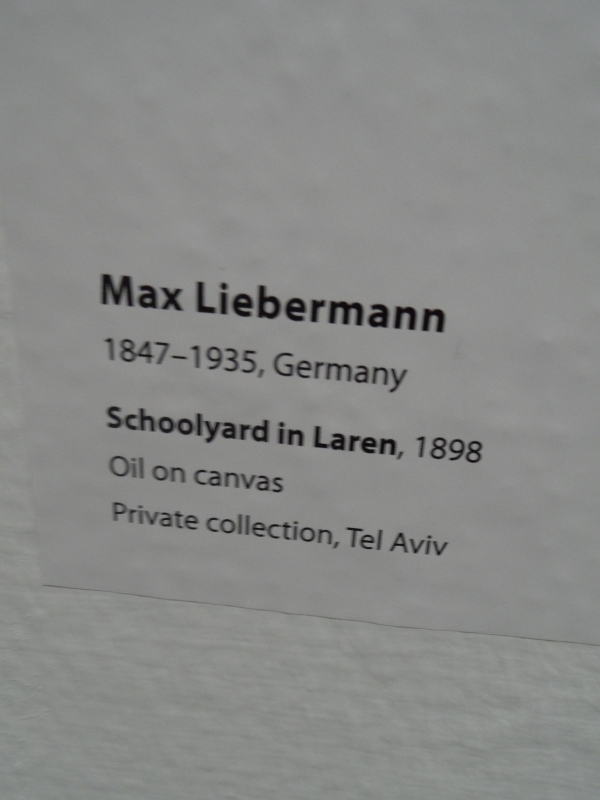 Max Liebermann
1847–1935, Germany
Schoolyard in Laren, 1898
Oil on canvas
Private collection, Tel Aviv